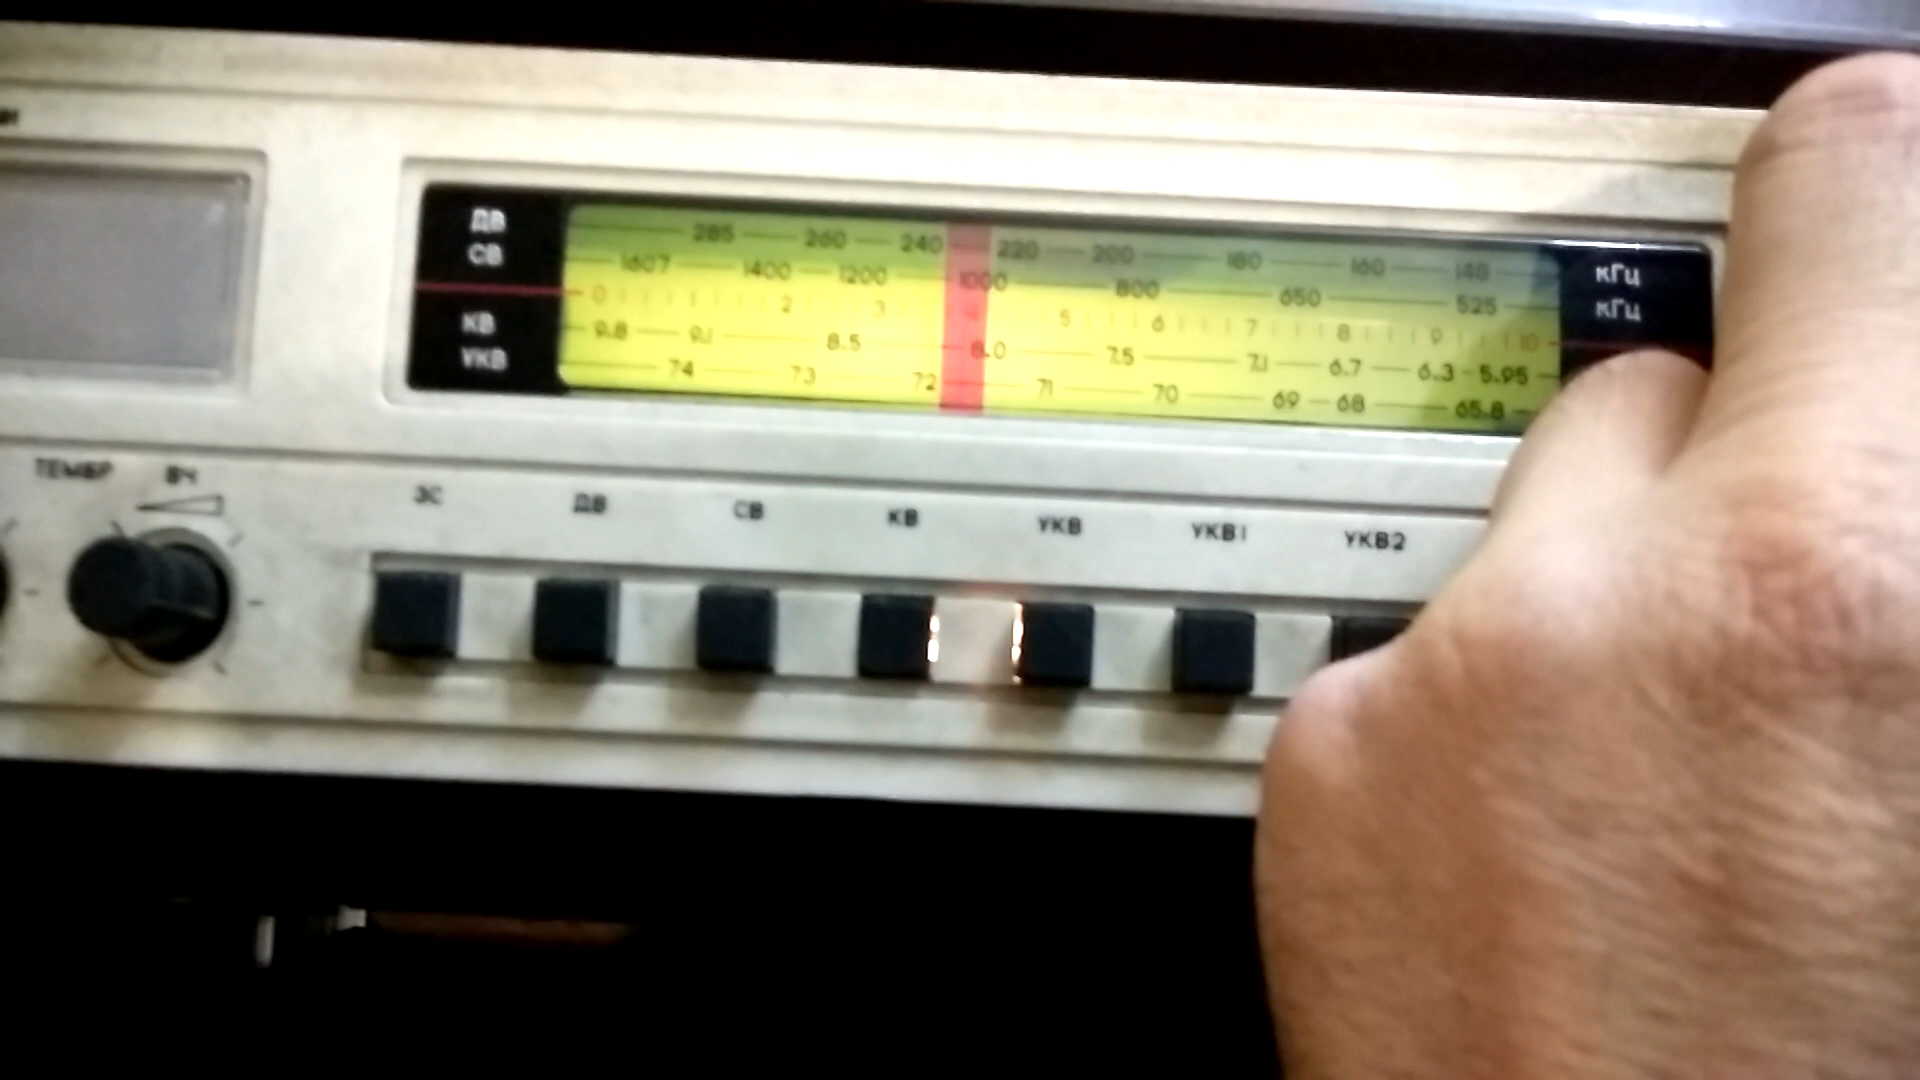 ДВ 285 260 240 220 200 180 160 148 кГц
СВ 1607 1400 1200 1000 800 650 525 кГц
0 2 3 4 5 6 7 8 9 10
КВ 9.8 9.1 8.5 8.0 7.5 7.1 6.7 6.3 5.95
УКВ 74 73 72 71 70 69 68 65.8
ТЕМБР ВЧ ЗС ДВ СВ КВ УКВ УКВ1 УКВ2